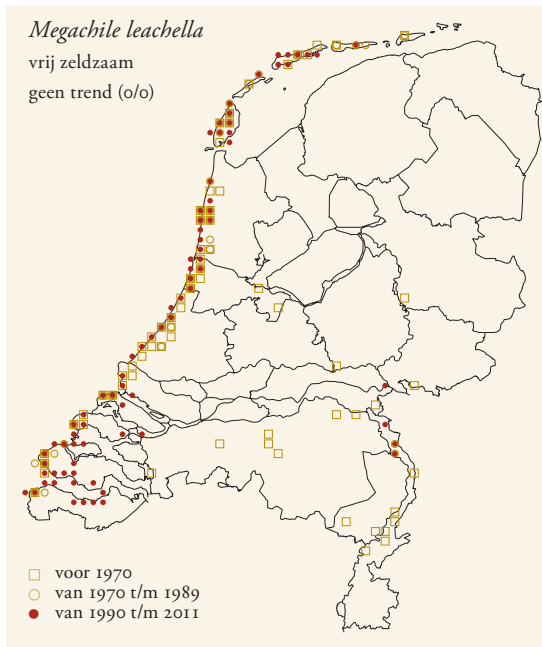 Megachile leachella
vrij zeldzaam
geen trend (0/0)
voor 1970
van 1970 t/m 1989
van 1990 t/m 2011